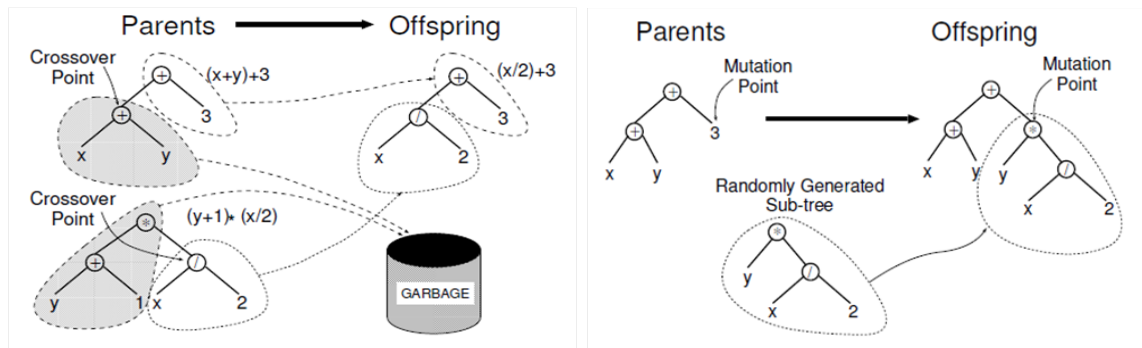 Parents
Offspring
Crossover
Point
+
(x+y)+3
+
(x/2)+3
+
3
/
3
x
y
x
2
Crossover
Point
*
(y+1)* (x/2)
+
/
y
1
x
2
GARBAGE
Parents
Offspring
Mutation
Point
Mutation
Point
+
+
+
3
+
*
x
y
x
y
y
/
x
2
Randomly Generated
Sub-tree
*
y
/
x
2